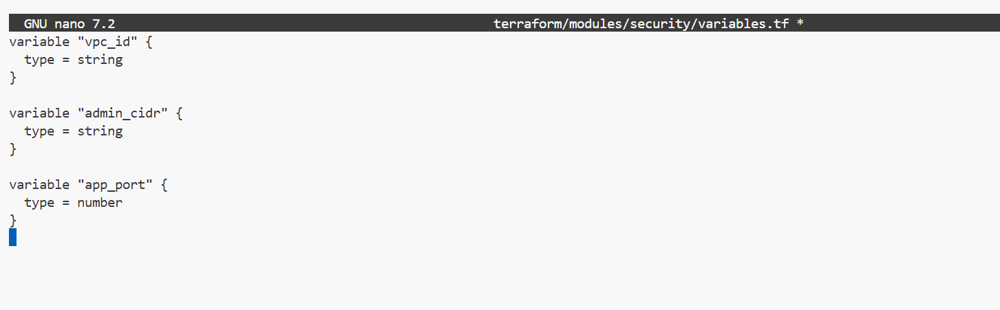 GNU nano 7.2 terraform/modules/security/variables.tf *
variable "vpc_id" {
  type = string
}

variable "admin_cidr" {
  type = string
}

variable "app_port" {
  type = number
}